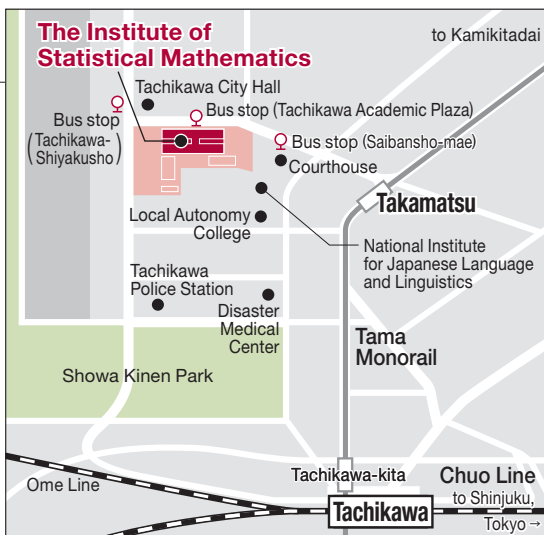 The Institute of
Statistical Mathematics
to Kamikitadai
Tachikawa City Hall
Bus stop (Tachikawa Academic Plaza)
Bus stop
(Tachikawa-
Shiyakusho)
Bus stop (Saibansho-mae)
Courthouse
Takamatsu
Local Autonomy
College
National Institute
for Japanese Language
and Linguistics
Tachikawa
Police Station
Disaster
Medical
Center
Tama
Monorail
Showa Kinen Park
Tachikawa-kita
Chuo Line
to Shinjuku,
Tokyo →
Ome Line
Tachikawa